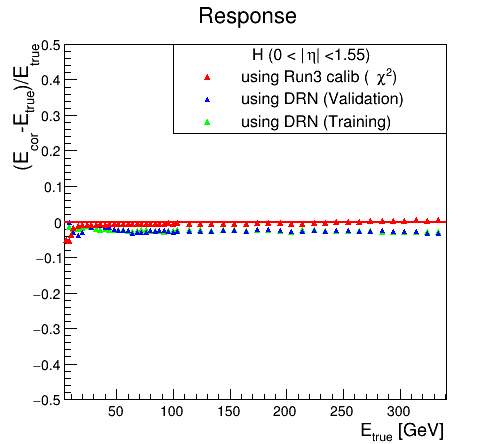 Response
(E_cor -E_true)/E_true
H (0 < |η| <1.55)
using Run3 calib ( χ²)
using DRN (Validation)
using DRN (Training)
0.5
0.4
0.3
0.2
0.1
0
−0.1
−0.2
−0.3
−0.4
−0.5
50 100 150 200 250 300
E_true [GeV]